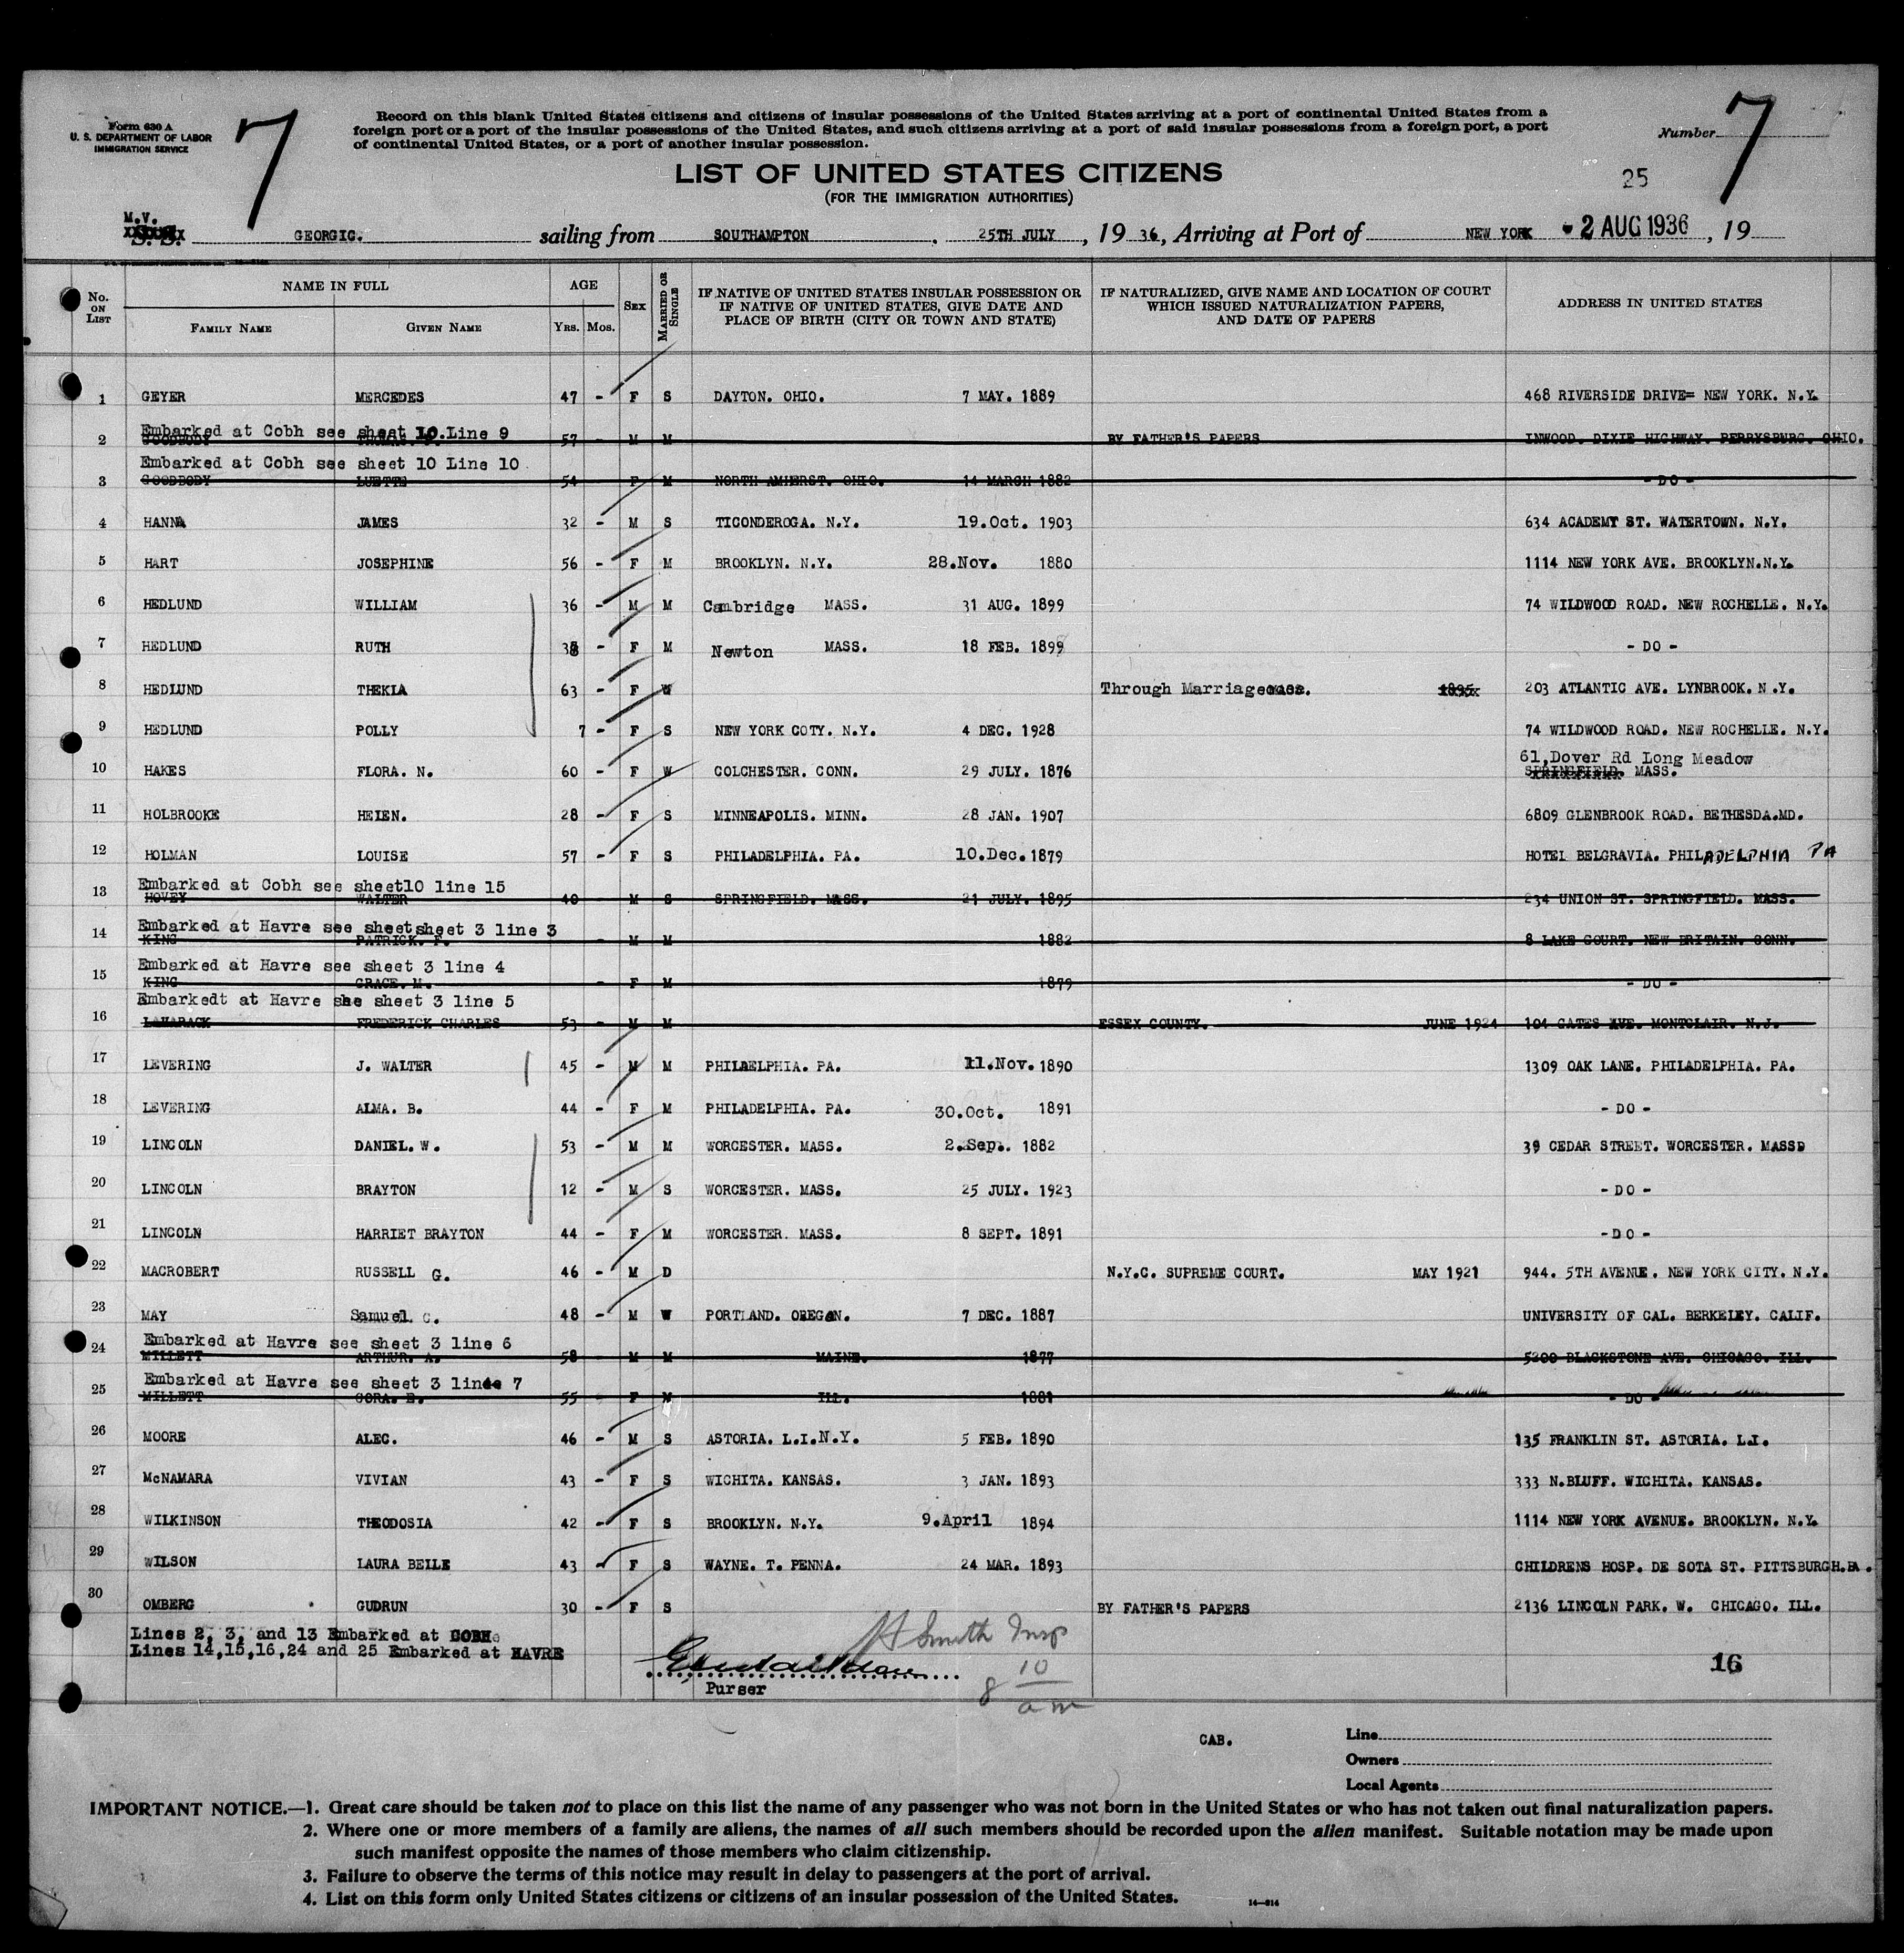 Form 630 A
U. S. DEPARTMENT OF LABOR
IMMIGRATION SERVICE
7
Record on this blank United States citizens and citizens of insular possessions of the United States arriving at a port of continental United States from a
foreign port or a port of the insular possessions of the United States, and such citizens arriving at a port of said insular possessions from a foreign port, a port
of continental United States, or a port of another insular possession.
Number 7
LIST OF UNITED STATES CITIZENS
(FOR THE IMMIGRATION AUTHORITIES)
25
M.V.
S. S. GEORGIC. sailing from SOUTHAMPTON , 25TH JULY , 19 36, Arriving at Port of NEW YORK 2 AUG 1936 , 19
No. ON LIST NAME IN FULL FAMILY NAME GIVEN NAME AGE YRS. MOS. SEX MARRIED OR SINGLE IF NATIVE OF UNITED STATES INSULAR POSSESSION OR IF NATIVE OF UNITED STATES, GIVE DATE AND PLACE OF BIRTH (CITY OR TOWN AND STATE) IF NATURALIZED, GIVE NAME AND LOCATION OF COURT WHICH ISSUED NATURALIZATION PAPERS, AND DATE OF PAPERS ADDRESS IN UNITED STATES
1 GEYER MERCEDES 47 - F S DAYTON. OHIO. 7 MAY. 1889 468 RIVERSIDE DRIVE= NEW YORK. N.Y.
Embarked at Cobh see sheet 10.Line 9
2 GOODBODY 57 - M M BY FATHER'S PAPERS INWOOD. DIXIE HIGHWAY. PERRYSBURG. OHIO.
Embarked at Cobh see sheet 10 Line 10
3 GOODBODY LUETTE 54 F M NORTH AMHERST. OHIO. 14 MARCH 1882 - DO -
4 HANNA JAMES 32 - M S TICONDEROGA. N.Y. 19.Oct. 1903 634 ACADEMY ST. WATERTOWN. N.Y.
5 HART JOSEPHINE 56 - F M BROOKLYN. N.Y. 28.Nov. 1880 1114 NEW YORK AVE. BROOKLYN.N.Y.
6 HEDLUND WILLIAM 36 - M M Cambridge MASS. 31 AUG. 1899 74 WILDWOOD ROAD. NEW ROCHELLE. N.Y.
7 HEDLUND RUTH 38 - F M Newton MASS. 18 FEB. 1899 - DO -
8 HEDLUND THEKLA 63 - F W Through Marriage 1895 203 ATLANTIC AVE. LYNBROOK. N.Y.
9 HEDLUND POLLY 7 - F S NEW YORK COTY. N.Y. 4 DEC. 1928 74 WILDWOOD ROAD. NEW ROCHELLE. N.Y.
61,Dover Rd Long Meadow
10 HAKES FLORA. N. 60 - F W COLCHESTER. CONN. 29 JULY. 1876 SPRINGFIELD. MASS.
11 HOLBROOKE HELEN. 28 - F S MINNEAPOLIS. MINN. 28 JAN. 1907 6809 GLENBROOK ROAD. BETHESDA.MD.
12 HOLMAN LOUISE 57 - F S PHILADELPHIA. PA. 10.Dec.1879 HOTEL BELGRAVIA. PHILADELPHIA PA
Embarked at Cobh see sheet10 line 15
13 HOVEY WALTER 40 - M S SPRINGFIELD. MASS. 21 JULY. 1895 234 UNION ST. SPRINGFIELD. MASS.
Embarked at Havre see sheetsheet 3 line 3
14 KING PATRICK. F. - M M 1882 8 LAKE COURT. NEW BRITAIN. CONN.
Embarked at Havre see sheet 3 line 4
15 KING GRACE. M. - F M 1879 - DO -
Embarkedt at Havre she sheet 3 line 5
16 LAHARACK FREDERICK CHARLES 53 - M M ESSEX COUNTY. JUNE 1924 104 GATES AVE. MONTCLAIR. N.J.
17 LEVERING J. WALTER 45 - M M PHILADELPHIA. PA. 11.Nov.1890 1309 OAK LANE. PHILADELPHIA. PA.
18 LEVERING ALMA. B. 44 - F M PHILADELPHIA. PA. 30.Oct. 1891 - DO -
19 LINCOLN DANIEL. W. 53 - M M WORCESTER. MASS. 2.Sep.. 1882 39 CEDAR STREET. WORCESTER. MASSD
20 LINCOLN BRAYTON 12 - M S WORCESTER. MASS. 25 JULY. 1923 - DO -
21 LINCOLN HARRIET BRAYTON 44 - F M WORCESTER. MASS. 8 SEPT. 1891 - DO -
22 MACROBERT RUSSELL G. 46 - M D N.Y.C. SUPREME COURT. MAY 1921 944. 5TH AVENUE. NEW YORK CITY. N.Y.
23 MAY Samuel C. 48 - M W PORTLAND. OREGON. 7 DEC. 1887 UNIVERSITY OF CAL. BERKELEY. CALIF.
Embarked at Havre see sheet 3 line 6
24 MILLETT ARTHUR. A. 58 - M M MAINE. 1877 5200 BLACKSTONE AVE. CHICAGO. ILL.
Embarked at Havre see sheet 3 line 7
25 MILLETT CORA. E. 55 - F M ILL. 1881 - DO -
26 MOORE ALEC. 46 - M S ASTORIA. L.I.N.Y. 5 FEB. 1890 135 FRANKLIN ST. ASTORIA. L.I.
27 McNAMARA VIVIAN 43 - F S WICHITA. KANSAS. 3 JAN. 1893 333 N.BLUFF. WICHITA. KANSAS.
28 WILKINSON THEODOSIA 42 - F S BROOKLYN. N.Y. 9.April 1894 1114 NEW YORK AVENUE. BROOKLYN. N.Y.
29 WILSON LAURA BELLE 43 - F S WAYNE. T. PENNA. 24 MAR. 1893 CHILDRENS HOSP. DE SOTA ST. PITTSBURGH.PA.
30 OMBERG GUDRUN 30 - F S BY FATHER'S PAPERS 2136 LINCOLN PARK. W. CHICAGO. ILL.
Lines 2, 3, and 13 Embarked at COBH
Lines 14,15,16,24 and 25 Embarked at HAVRE
H Smith Insp
16
Purser
8 10 am
CAB.
Line
Owners
Local Agents
IMPORTANT NOTICE.—1. Great care should be taken not to place on this list the name of any passenger who was not born in the United States or who has not taken out final naturalization papers.
2. Where one or more members of a family are aliens, the names of all such members should be recorded upon the alien manifest. Suitable notation may be made upon
such manifest opposite the names of those members who claim citizenship.
3. Failure to observe the terms of this notice may result in delay to passengers at the port of arrival.
4. List on this form only United States citizens or citizens of an insular possession of the United States.
14—814